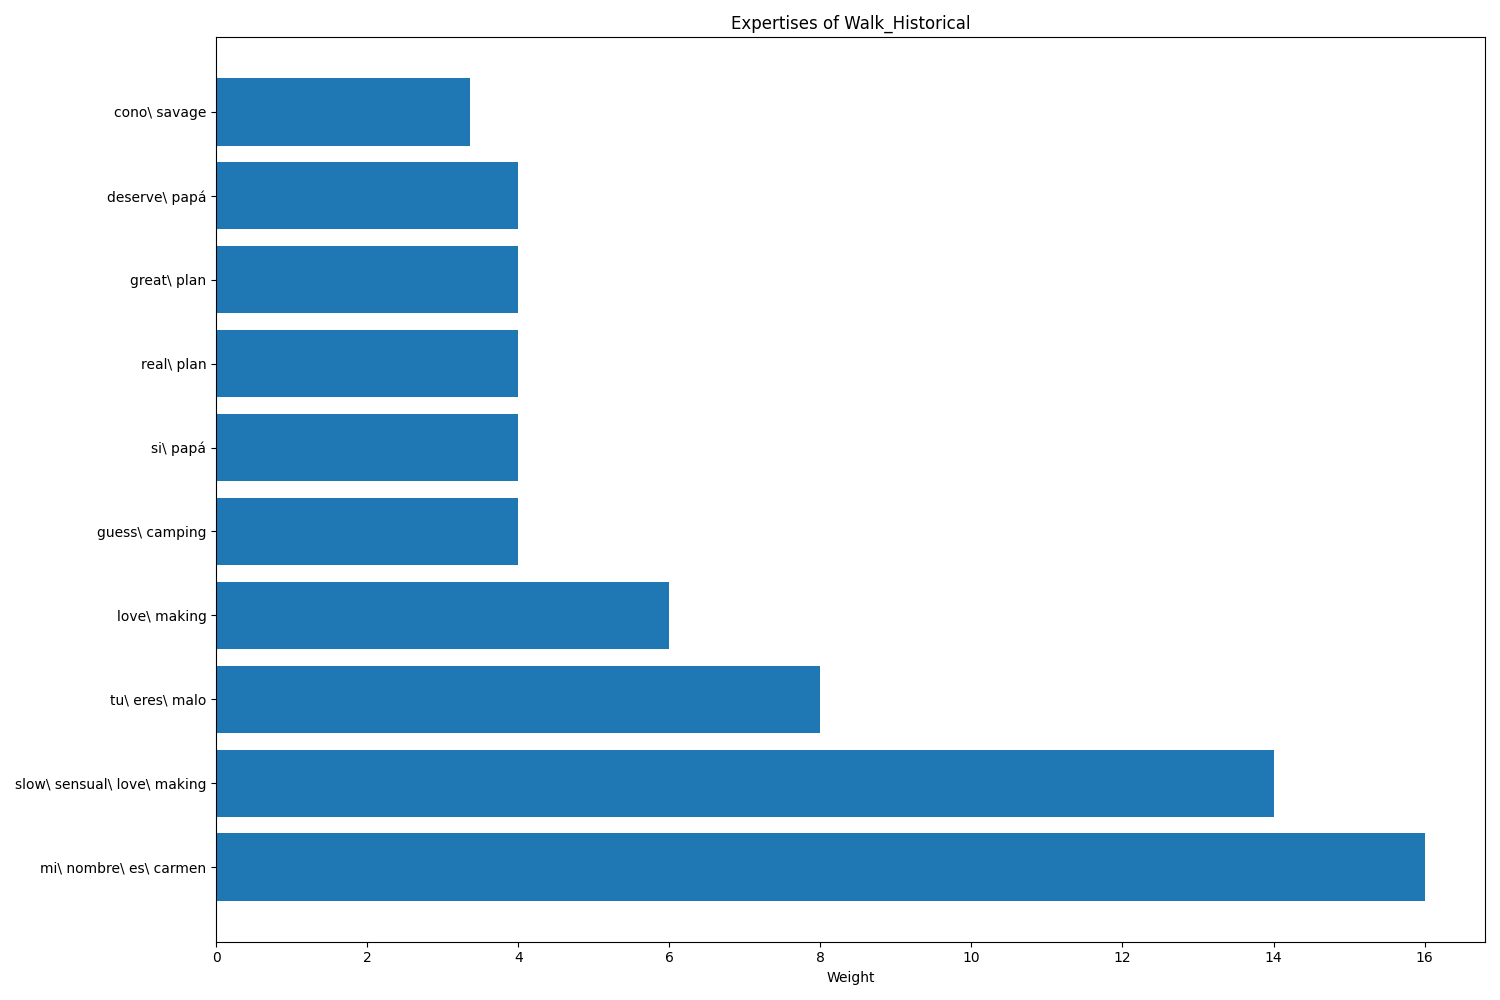 Expertises of Walk_Historical
cono\ savage
deserve\ papá
great\ plan
real\ plan
si\ papá
guess\ camping
love\ making
tu\ eres\ malo
slow\ sensual\ love\ making
mi\ nombre\ es\ carmen
0 2 4 6 8 10 12 14 16
Weight